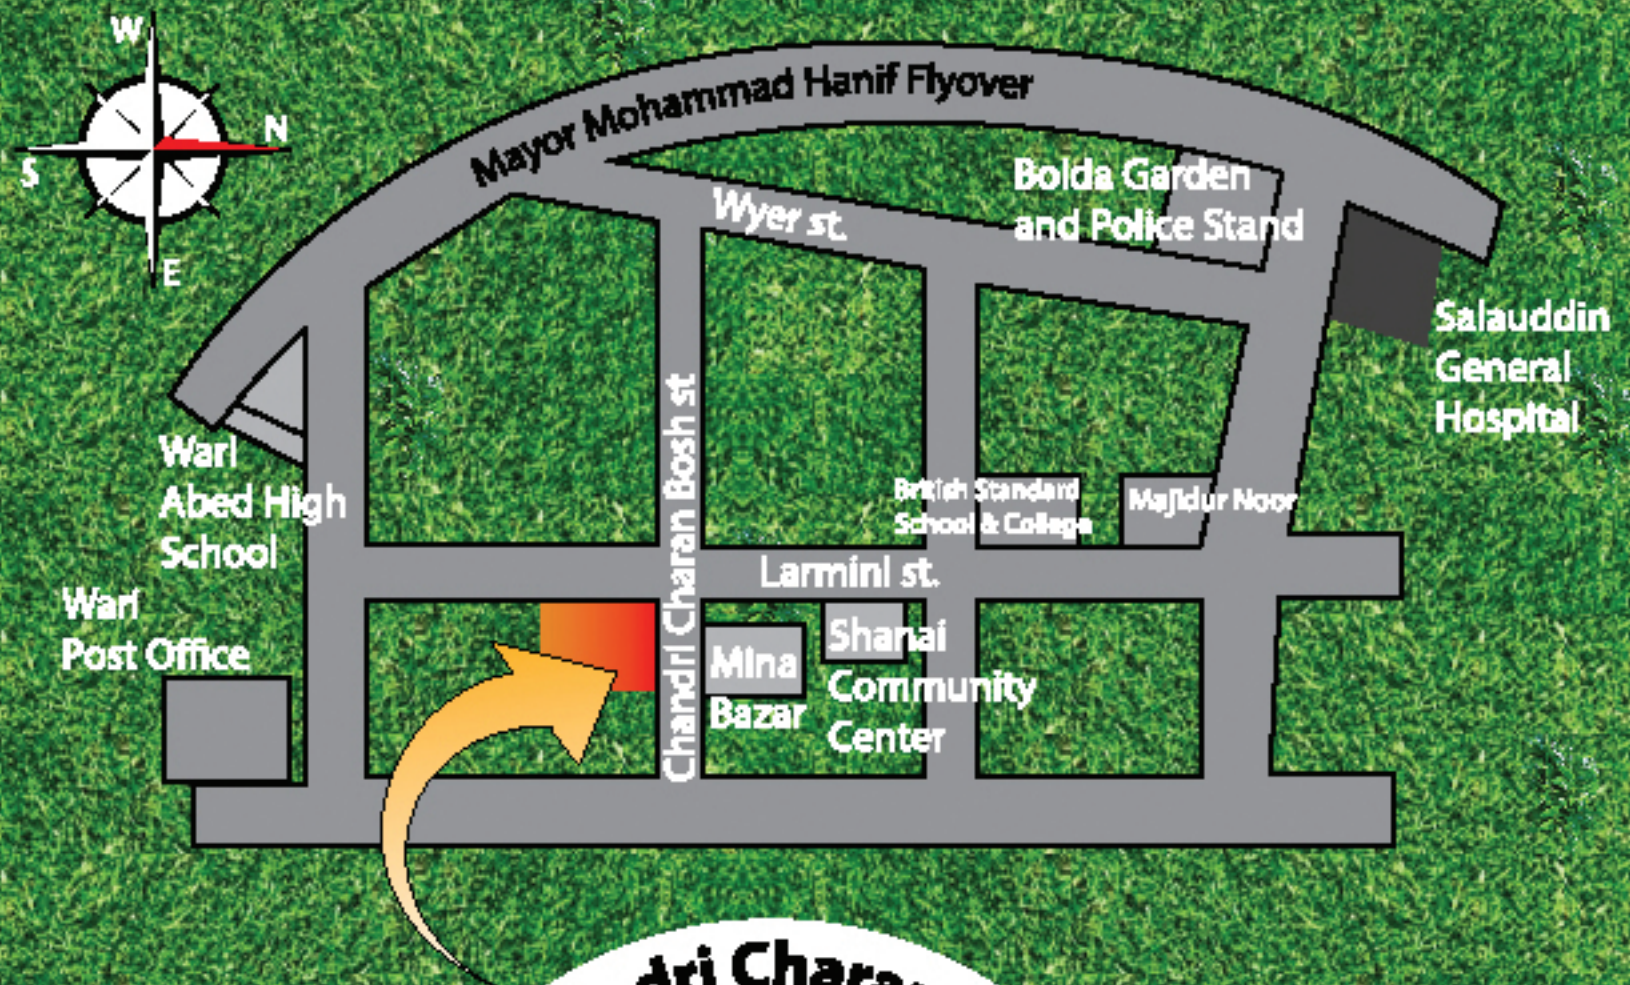 W
N
S
E
Mayor Mohammad Hanif Flyover
Bolda Garden
and Police Stand
Wyer st.
Salauddin
General
Hospital
Chandri Charan Bosh st
Wari
Abed High
School
British Standard
School & College
Majidur Noor
Larmini st.
Wari
Post Office
Mina
Bazar
Shanai
Community
Center